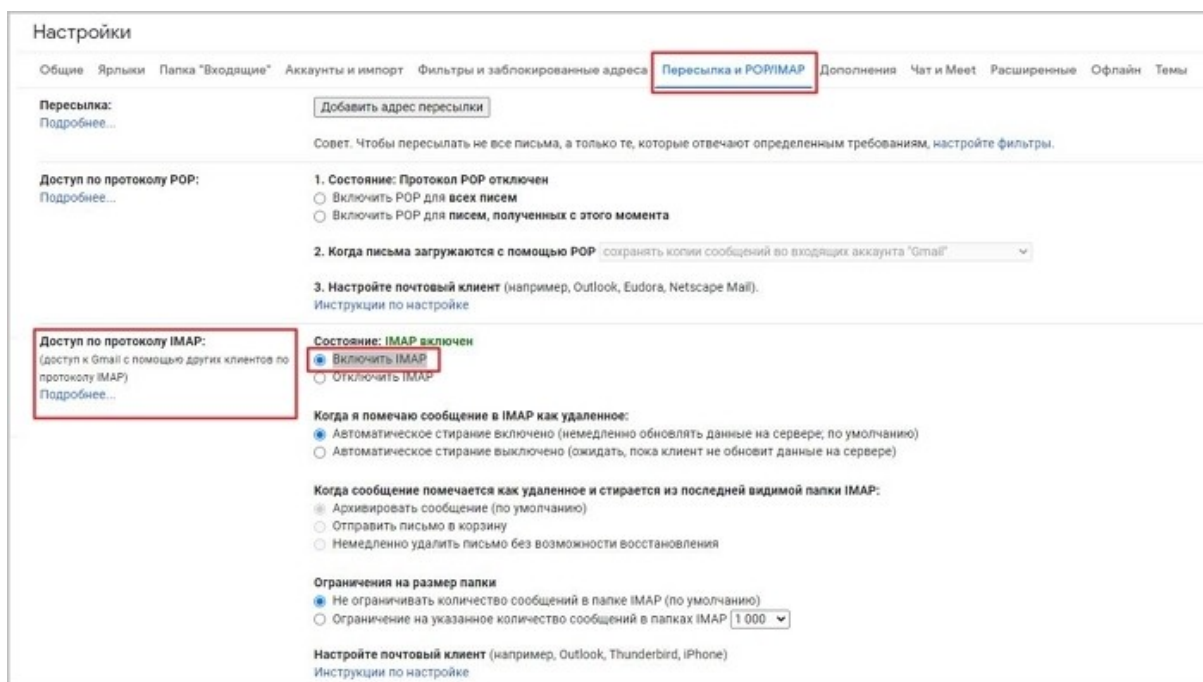 Настройки
Общие Ярлыки Папка "Входящие" Аккаунты и импорт Фильтры и заблокированные адреса Пересылка и POP/IMAP Дополнения Чат и Meet Расширенные Офлайн Темы
Пересылка:
Подробнее...
Добавить адрес пересылки
Совет. Чтобы пересылать не все письма, а только те, которые отвечают определенным требованиям, настройте фильтры.
Доступ по протоколу POP:
Подробнее...
1. Состояние: Протокол POP отключен
Включить POP для всех писем
Включить POP для писем, полученных с этого момента
2. Когда письма загружаются с помощью POP сохранять копии сообщений во входящих аккаунта "Gmail"
3. Настройте почтовый клиент (например, Outlook, Eudora, Netscape Mail).
Инструкции по настройке
Доступ по протоколу IMAP:
(доступ к Gmail с помощью других клиентов по
протоколу IMAP)
Подробнее...
Состояние: IMAP включен
Включить IMAP
Отключить IMAP
Когда я помечаю сообщение в IMAP как удаленное:
Автоматическое стирание включено (немедленно обновлять данные на сервере; по умолчанию)
Автоматическое стирание выключено (ожидать, пока клиент не обновит данные на сервере)
Когда сообщение помечается как удаленное и стирается из последней видимой папки IMAP:
Архивировать сообщение (по умолчанию)
Отправить письмо в корзину
Немедленно удалить письмо без возможности восстановления
Ограничения на размер папки
Не ограничивать количество сообщений в папке IMAP (по умолчанию)
Ограничение на указанное количество сообщений в папках IMAP 1 000
Настройте почтовый клиент (например, Outlook, Thunderbird, iPhone)
Инструкции по настройке